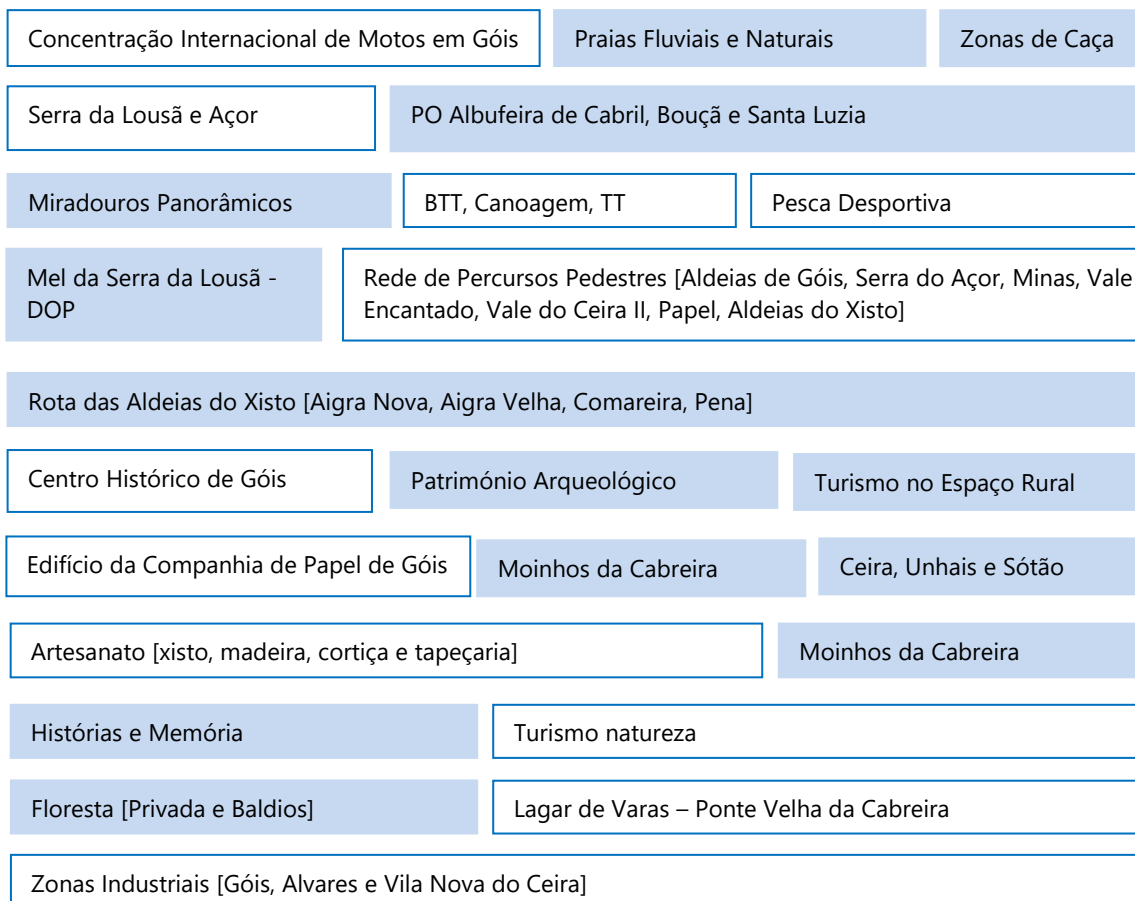 Concentração Internacional de Motos em Góis
Praias Fluviais e Naturais
Zonas de Caça
Serra da Lousã e Açor
PO Albufeira de Cabril, Bouçã e Santa Luzia
Miradouros Panorâmicos
BTT, Canoagem, TT
Pesca Desportiva
Mel da Serra da Lousã -
DOP
Rede de Percursos Pedestres [Aldeias de Góis, Serra do Açor, Minas, Vale
Encantado, Vale do Ceira II, Papel, Aldeias do Xisto]
Rota das Aldeias do Xisto [Aigra Nova, Aigra Velha, Comareira, Pena]
Centro Histórico de Góis
Património Arqueológico
Turismo no Espaço Rural
Edifício da Companhia de Papel de Góis
Moinhos da Cabreira
Ceira, Unhais e Sótão
Artesanato [xisto, madeira, cortiça e tapeçaria]
Moinhos da Cabreira
Histórias e Memória
Turismo natureza
Floresta [Privada e Baldios]
Lagar de Varas – Ponte Velha da Cabreira
Zonas Industriais [Góis, Alvares e Vila Nova do Ceira]